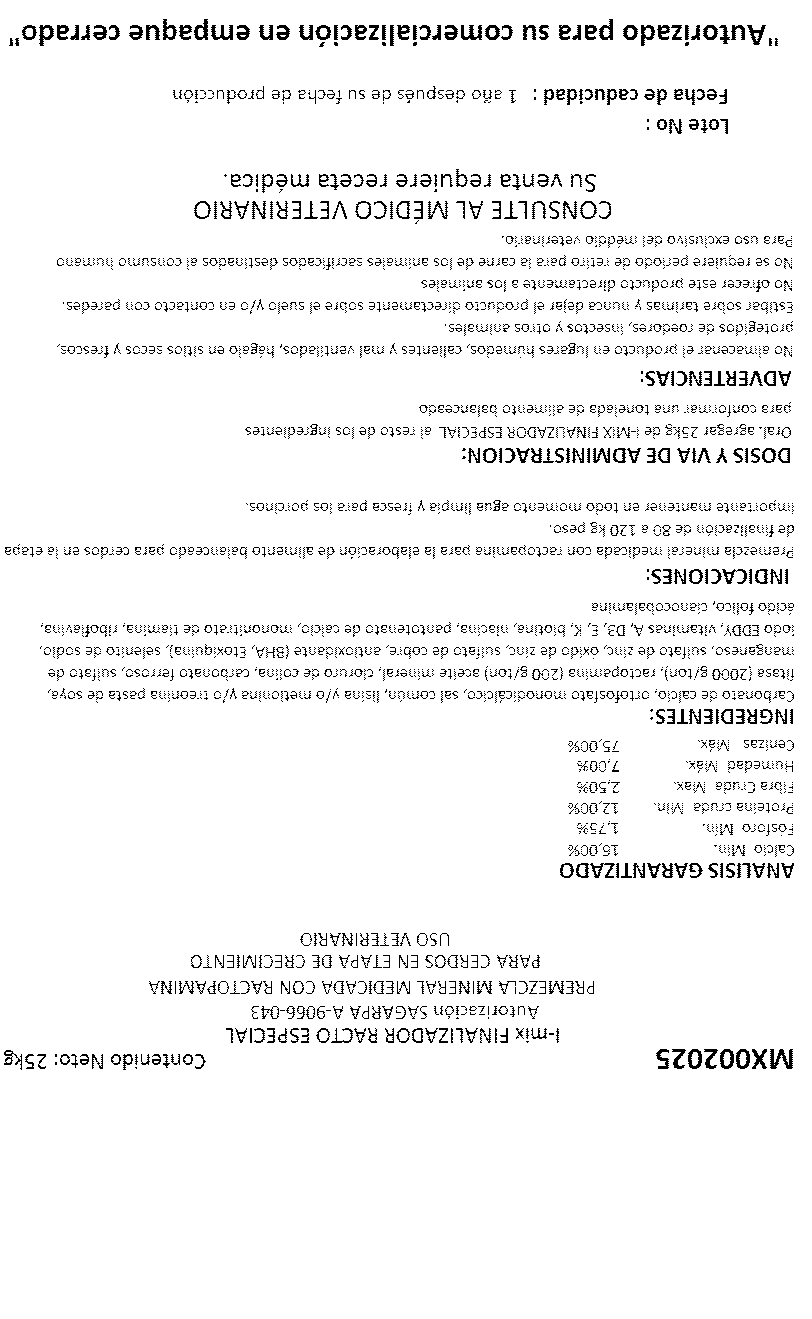 MX002025
Contenido Neto: 25kg
i-mix FINALIZADOR RACTO ESPECIAL
Autorización SAGARPA A-9066-043
PREMEZCLA MINERAL MEDICADA CON RACTOPAMINA
PARA CERDOS EN ETAPA DE CRECIMIENTO
USO VETERINARIO
ANALISIS GARANTIZADO
Calcio Mín. 15,00%
Fósforo Mín. 1,75%
Proteína cruda Mín. 12,00%
Fibra Cruda Max. 2,50%
Humedad Máx. 7,00%
Cenizas Máx. 75,00%
INGREDIENTES:
Carbonato de calcio, ortofosfato monodicálcico, sal común, lisina y/o metionina y/o treonina pasta de soya,
fitasa (2000 g/ton), ractopamina (200 g/ton) aceite mineral, cloruro de colina, carbonato ferroso, sulfato de
manganeso, sulfato de zinc, óxido de zinc, sulfato de cobre, antioxidante (BHA, Etoxiquina), selenito de sodio,
iodo EDDY, vitaminas A, D3, E, K, biotina, niacina, pantotenato de calcio, mononitrato de tiamina, riboflavina,
ácido folico, cianocobalamina
INDICACIONES:
Premezcla mineral medicada con ractopamina para la elaboración de alimento balanceado para cerdos en la etapa
de finalización de 80 a 120 kg peso.
Importante mantener en todo momento agua limpia y fresca para los porcinos.
DOSIS Y VIA DE ADMINISTRACION:
Oral. agregar 25kg de i-MIX FINALIZADOR ESPECIAL al resto de los ingredientes
para conformar una tonelada de alimento balanceado
ADVERTENCIAS:
No almacenar el producto en lugares húmedos, calientes y mal ventilados, hágalo en sitios secos y frescos,
protegidos de roedores, insectos y otros animales.
Estibar sobre tarimas y nunca dejar el producto directamente sobre el suelo y/o en contacto con paredes.
No ofrecer este producto directamente a los animales
No se requiere periodo de retiro para la carne de los animales sacrificados destinados al consumo humano
Para uso exclusivo del médio veterinario.
CONSULTE AL MÉDICO VETERINARIO
Su venta requiere receta médica.
Lote No :
Fecha de caducidad : 1 año después de su fecha de producción
"Autorizado para su comercialización en empaque cerrado"